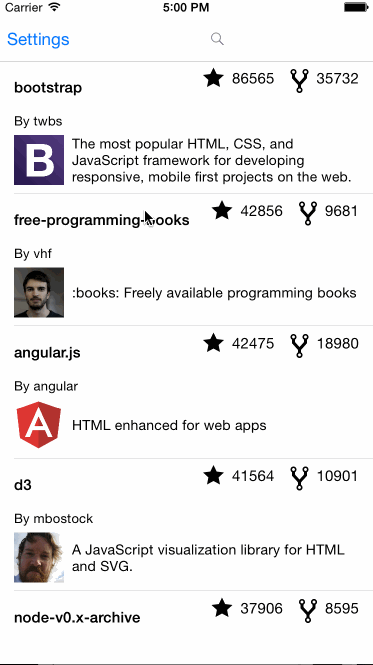 Carrier 5:00 PM
Settings
bootstrap 86565 35732
By twbs
B The most popular HTML, CSS, and
JavaScript framework for developing
responsive, mobile first projects on the web.
free-programming-books 42856 9681
By vhf
:books: Freely available programming books
angular.js 42475 18980
By angular
A HTML enhanced for web apps
d3 41564 10901
By mbostock
A JavaScript visualization library for HTML
and SVG.
node-v0.x-archive 37906 8595